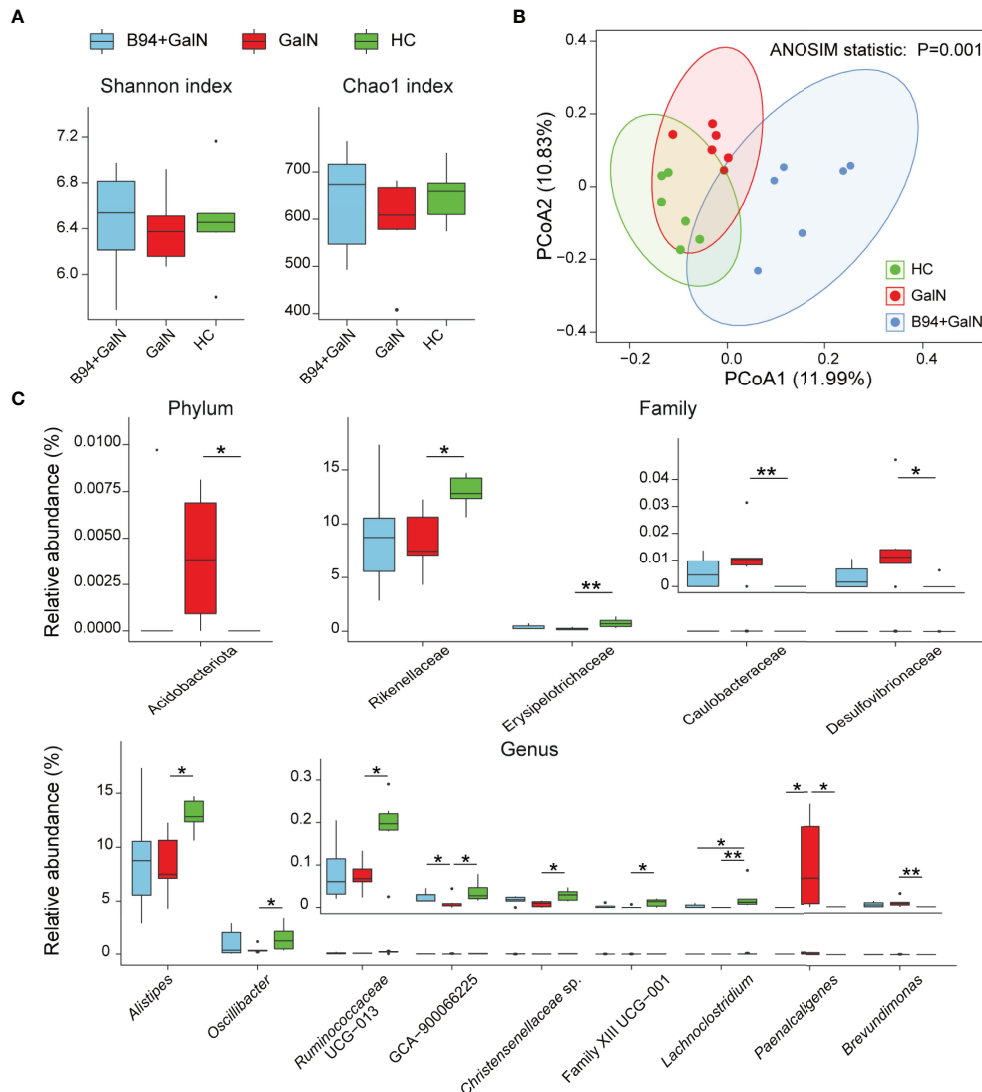 A
B94+GalN GalN HC
Shannon index
7.2
6.8
6.4
6.0
B94+GalN
GalN
HC
Chao1 index
700
600
500
400
B94+GalN
GalN
HC
B
ANOSIM statistic: P=0.001
PCoA2 (10.83%)
0.4
0.2
0
−0.2
−0.4
HC
GalN
B94+GalN
−0.2 0.0 0.2 0.4
PCoA1 (11.99%)
C
Phylum
Relative abundance (%)
0.0100
0.0075
0.0050
0.0025
0.0000
*
Acidobacteriota
Family
15
10
5
0
*
**
0.04
0.03
0.02
0.01
0
**
*
Rikenellaceae
Erysipelotrichaceae
Caulobacteraceae
Desulfovibrionaceae
Genus
Relative abundance (%)
15
10
5
0
*
*
0.3
0.2
0.1
0
*
* *
*
*
*
**
* *
**
Alistipes
Oscillibacter
Ruminococcaceae
UCG−013
GCA−900066225
Christensenellaceae sp.
Family XIII UCG−001
Lachnoclostridium
Paenalcaligenes
Brevundimonas